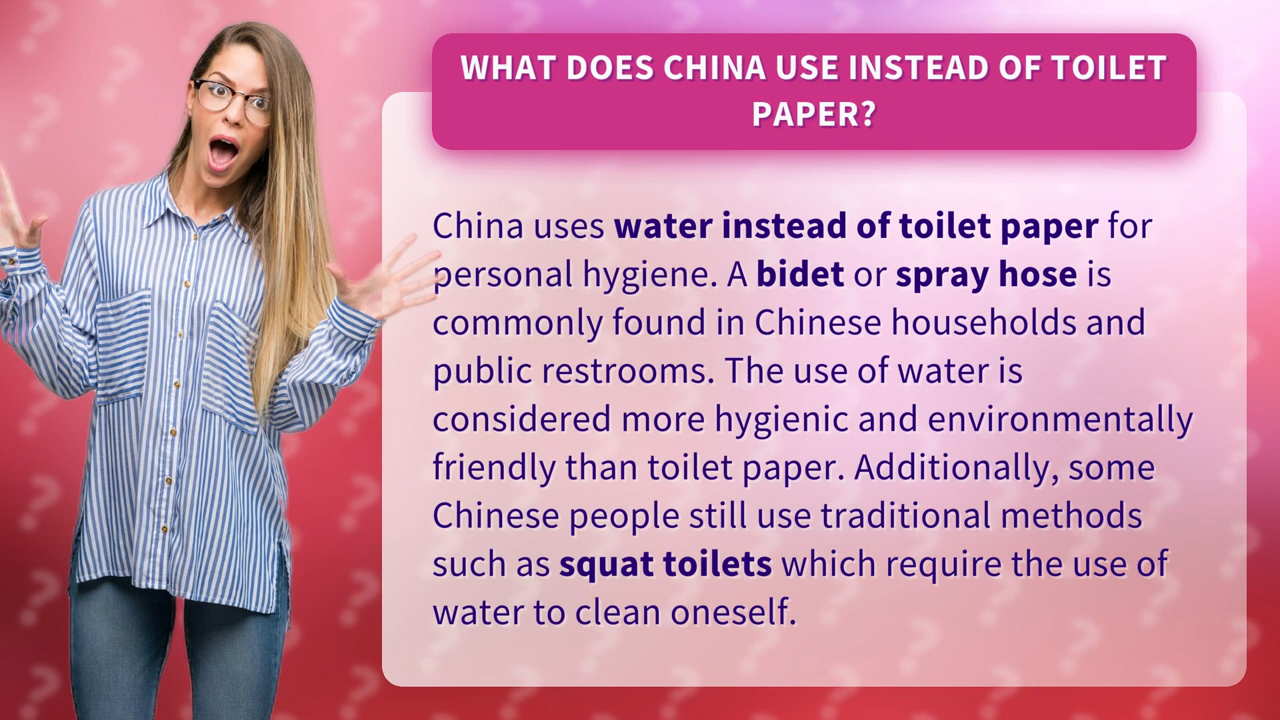 WHAT DOES CHINA USE INSTEAD OF TOILET
PAPER?
China uses water instead of toilet paper for
personal hygiene. A bidet or spray hose is
commonly found in Chinese households and
public restrooms. The use of water is
considered more hygienic and environmentally
friendly than toilet paper. Additionally, some
Chinese people still use traditional methods
such as squat toilets which require the use of
water to clean oneself.